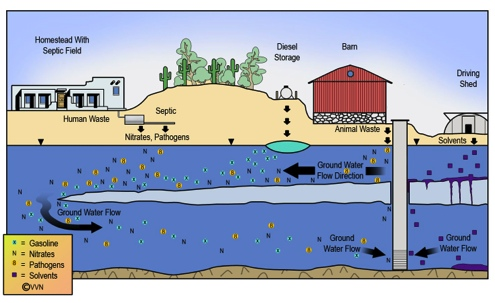 Homestead With
Septic Field
Diesel
Storage
Barn
Driving
Shed
Human Waste
Septic
Nitrates, Pathogens
Animal Waste
Solvents
Ground Water
Flow Direction
Ground Water Flow
Ground
Water Flow
Ground
Water Flow
x = Gasoline
N = Nitrates
B = Pathogens
= Solvents
©VVN